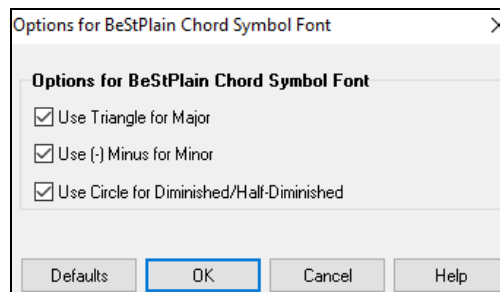 Options for BeStPlain Chord Symbol Font
Options for BeStPlain Chord Symbol Font
Use Triangle for Major
Use (-) Minus for Minor
Use Circle for Diminished/Half-Diminished
Defaults OK Cancel Help